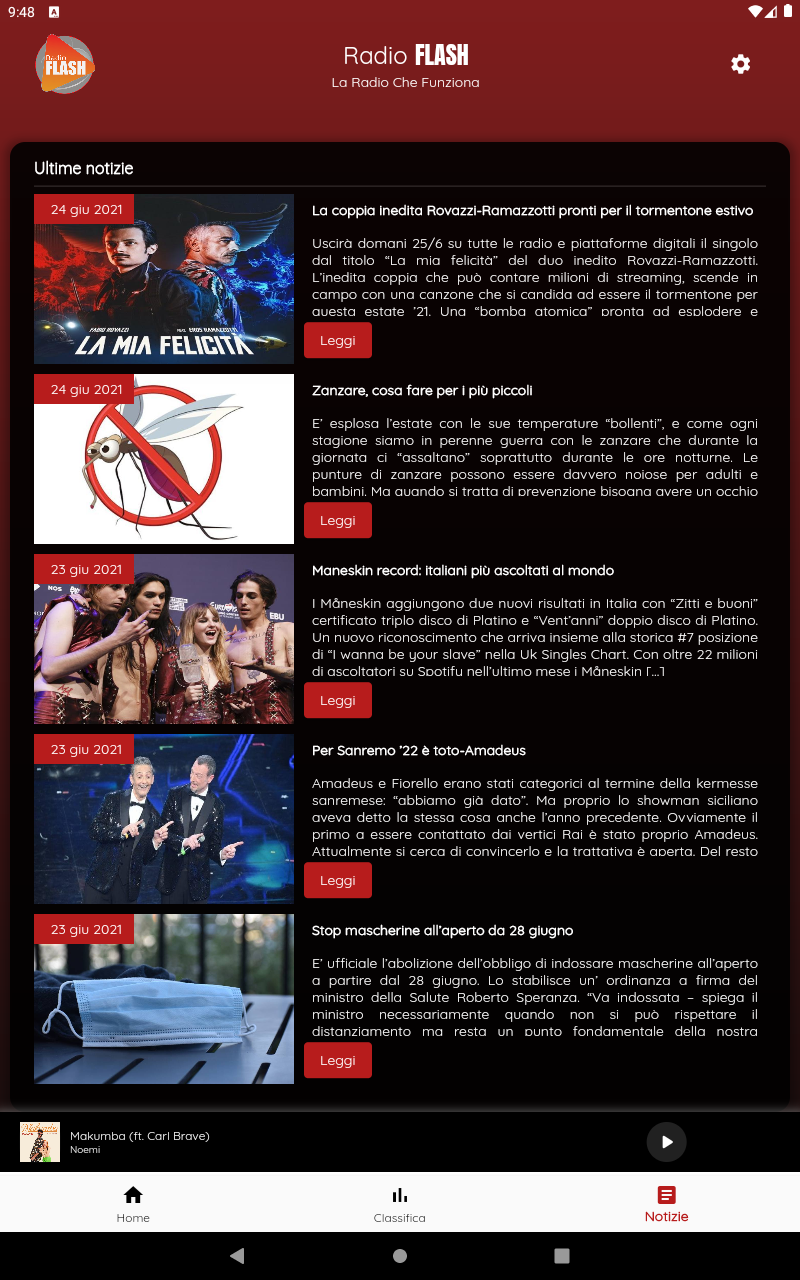 9:48
A
Radio FLASH
Radio
FLASH
La Radio Che Funziona
Ultime notizie
24 giu 2021
FABIO ROVAZZI FEAT. EROS RAMAZZOTTI
LA MIA FELICITÀ
La coppia inedita Rovazzi-Ramazzotti pronti per il tormentone estivo
Uscirà domani 25/6 su tutte le radio e piattaforme digitali il singolo
dal titolo “La mia felicità” del duo inedito Rovazzi-Ramazzotti.
L’inedita coppia che può contare milioni di streaming, scende in
campo con una canzone che si candida ad essere il tormentone per
questa estate ’21. Una “bomba atomica” pronta ad esplodere e
Leggi
24 giu 2021
Zanzare, cosa fare per i più piccoli
E’ esplosa l’estate con le sue temperature “bollenti”, e come ogni
stagione siamo in perenne guerra con le zanzare che durante la
giornata ci “assaltano” soprattutto durante le ore notturne. Le
punture di zanzare possono essere davvero noiose per adulti e
bambini. Ma quando si tratta di prevenzione bisogna avere un occhio
Leggi
23 giu 2021
NOS
EBU
Maneskin record: italiani più ascoltati al mondo
I Måneskin aggiungono due nuovi risultati in Italia con “Zitti e buoni”
certificato triplo disco di Platino e “Vent’anni” doppio disco di Platino.
Un nuovo riconoscimento che arriva insieme alla storica #7 posizione
di “I wanna be your slave” nella Uk Singles Chart. Con oltre 22 milioni
di ascoltatori su Spotify nell’ultimo mese i Måneskin […]
Leggi
23 giu 2021
Per Sanremo ’22 è toto-Amadeus
Amadeus e Fiorello erano stati categorici al termine della kermesse
sanremese: “abbiamo già dato”. Ma proprio lo showman siciliano
aveva detto la stessa cosa anche l’anno precedente. Ovviamente il
primo a essere contattato dai vertici Rai è stato proprio Amadeus.
Attualmente si cerca di convincerlo e la trattativa è aperta. Del resto
Leggi
23 giu 2021
Stop mascherine all’aperto da 28 giugno
E’ ufficiale l’abolizione dell’obbligo di indossare mascherine all’aperto
a partire dal 28 giugno. Lo stabilisce un’ ordinanza a firma del
ministro della Salute Roberto Speranza. “Va indossata – spiega il
ministro necessariamente quando non si può rispettare il
distanziamento ma resta un punto fondamentale della nostra
Leggi
Makumba (ft. Carl Brave)
Noemi
Home
Classifica
Notizie